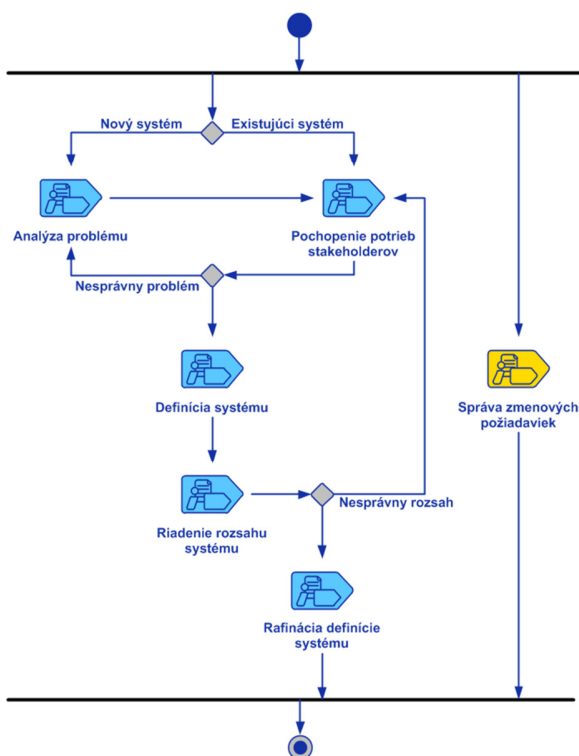 Nový systém
Existujúci systém
Analýza problému
Pochopenie potrieb
stakeholderov
Nesprávny problém
Definícia systému
Správa zmenových
požiadaviek
Nesprávny rozsah
Riadenie rozsahu
systému
Rafinácia definície
systému